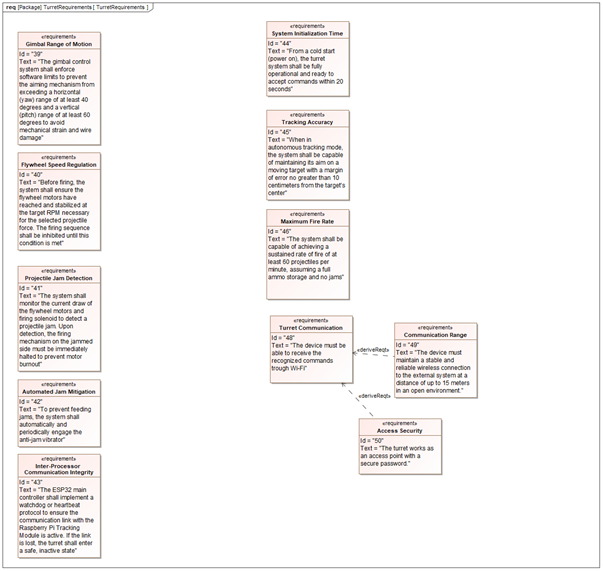 req [Package] TurretRequirements [ TurretRequirements ]
«requirement»
Gimbal Range of Motion
Id = "39"
Text = "The gimbal control
system shall enforce
software limits to prevent
the aiming mechanism from
exceeding a horizontal
(yaw) range of at least 40
degrees and a vertical
(pitch) range of at least 60
degrees to avoid
mechanical strain and wire
damage"
«requirement»
Flywheel Speed Regulation
Id = "40"
Text = "Before firing, the
system shall ensure the
flywheel motors have
reached and stabilized at
the target RPM necessary
for the selected projectile
force. The firing sequence
shall be inhibited until this
condition is met"
«requirement»
Projectile Jam Detection
Id = "41"
Text = "The system shall
monitor the current draw of
the flywheel motors and
firing solenoid to detect a
projectile jam. Upon
detection, the firing
mechanism on the jammed
side must be immediately
halted to prevent motor
burnout"
«requirement»
Automated Jam Mitigation
Id = "42"
Text = "To prevent feeding
jams, the system shall
automatically and
periodically engage the
anti-jam vibrator"
«requirement»
Inter-Processor
Communication Integrity
Id = "43"
Text = "The ESP32 main
controller shall implement a
watchdog or heartbeat
protocol to ensure the
communication link with the
Raspberry Pi Tracking
Module is active. If the link
is lost, the turret shall enter
a safe, inactive state"
«requirement»
System Initialization Time
Id = "44"
Text = "From a cold start
(power on), the turret
system shall be fully
operational and ready to
accept commands within 20
seconds"
«requirement»
Tracking Accuracy
Id = "45"
Text = "When in
autonomous tracking mode,
the system shall be capable
of maintaining its aim on a
moving target with a margin
of error no greater than 10
centimeters from the target's
center"
«requirement»
Maximum Fire Rate
Id = "46"
Text = "The system shall be
capable of achieving a
sustained rate of fire of at
least 60 projectiles per
minute, assuming a full
ammo storage and no jams"
«requirement»
Turret Communication
Id = "48"
Text = "The device must be
able to receive the
recognized commands
trough Wi-Fi"
«deriveReqt»
«requirement»
Communication Range
Id = "49"
Text = "The device must
maintain a stable and
reliable wireless connection
to the external system at a
distance of up to 15 meters
in an open environment."
«deriveReqt»
«requirement»
Access Security
Id = "50"
Text = "The turret works as
an access point with a
secure password."